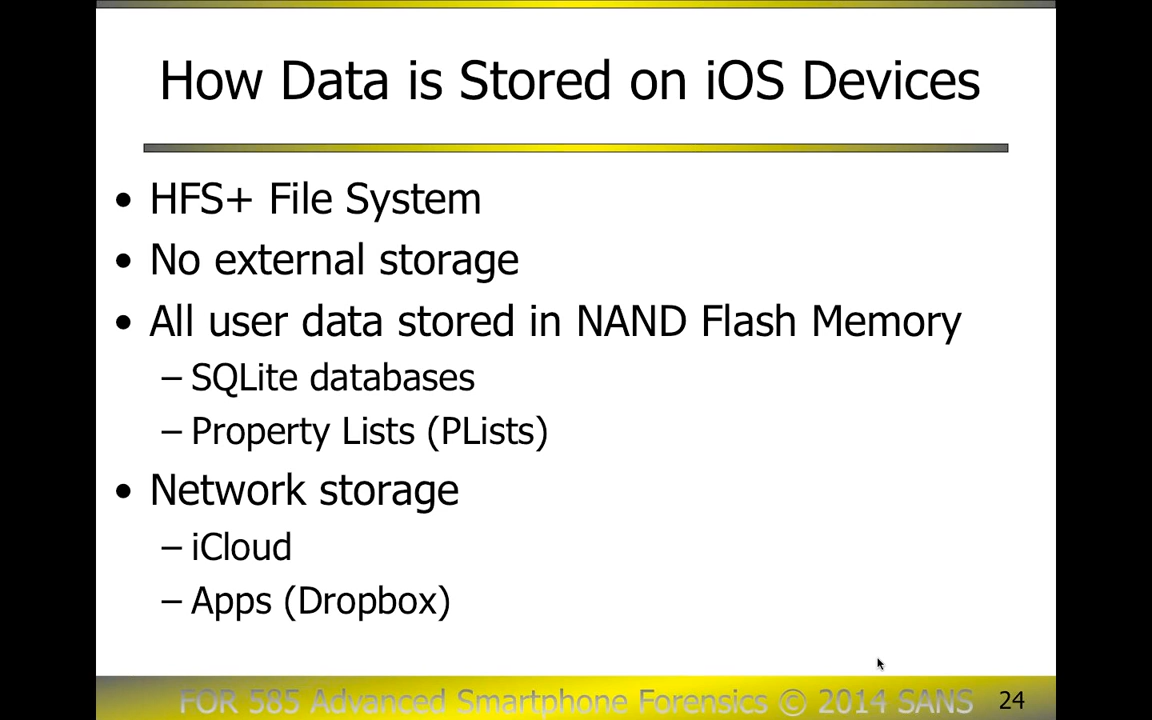 How Data is Stored on iOS Devices
• HFS+ File System
• No external storage
• All user data stored in NAND Flash Memory
– SQLite databases
– Property Lists (PLists)
• Network storage
– iCloud
– Apps (Dropbox)
FOR 585 Advanced Smartphone Forensics © 2014 SANS 24